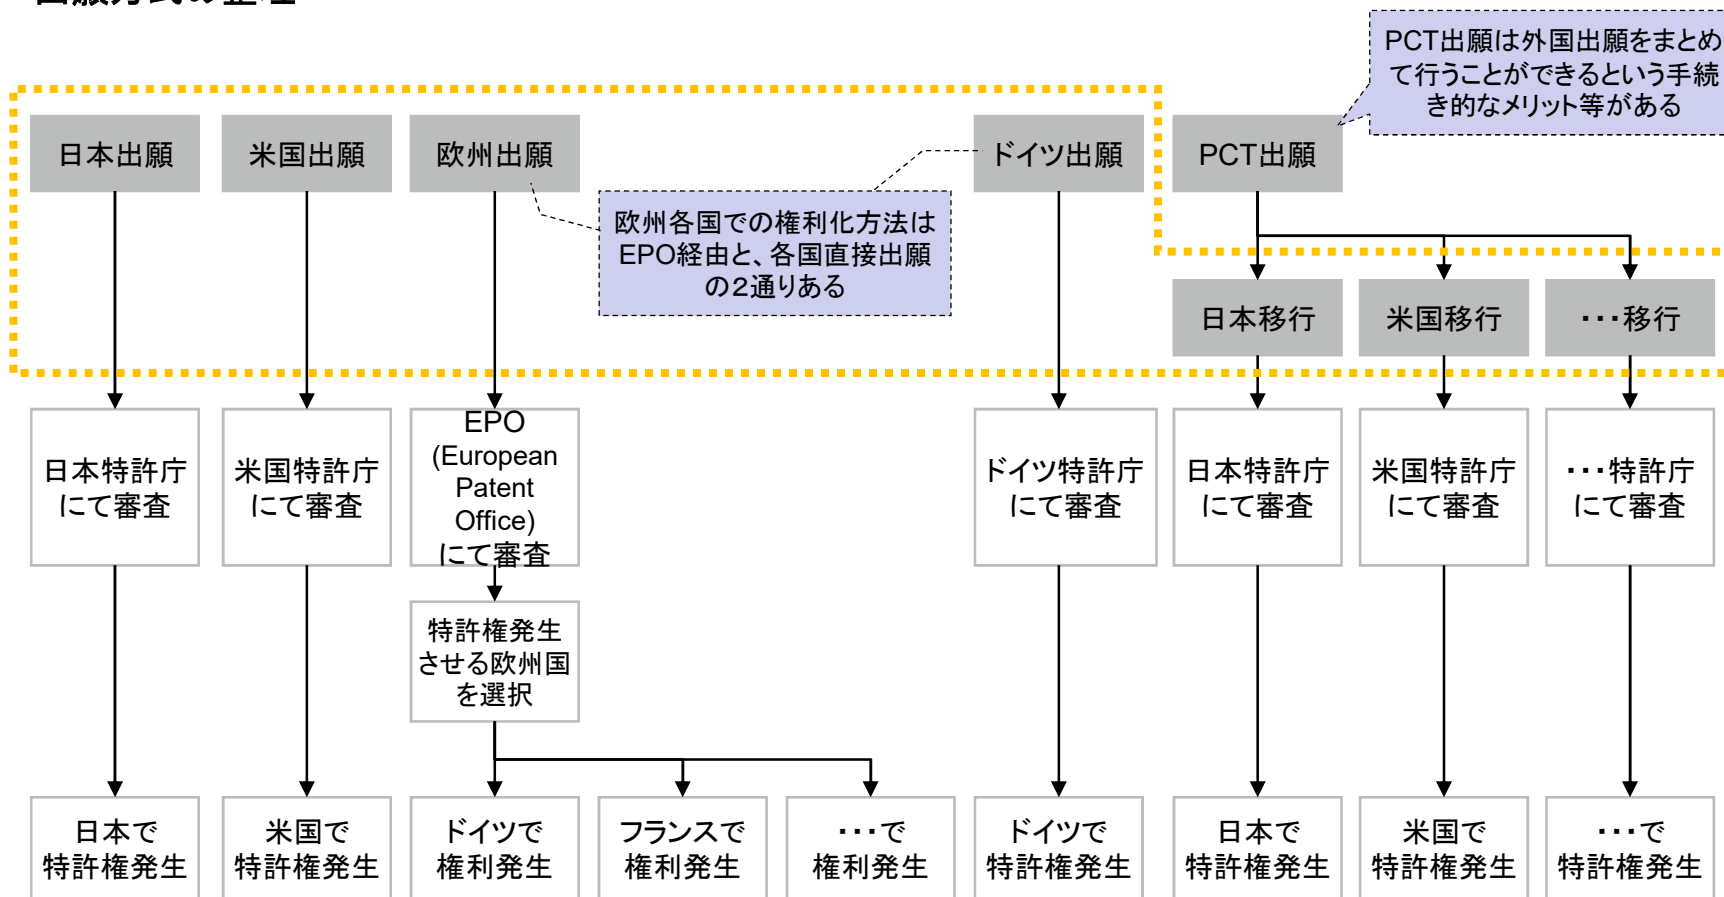 出願方式の整理
PCT出願は外国出願をまとめ
て行うことができるという手続
き的なメリット等がある
日本出願
米国出願
欧州出願
ドイツ出願
PCT出願
欧州各国での権利化方法は
EPO経由と、各国直接出願
の２通りある
日本移行
米国移行
・・・移行
日本特許庁
にて審査
米国特許庁
にて審査
EPO
(European
Patent
Office)
にて審査
ドイツ特許庁
にて審査
日本特許庁
にて審査
米国特許庁
にて審査
・・・特許庁
にて審査
特許権発生
させる欧州国
を選択
日本で
特許権発生
米国で
特許権発生
ドイツで
権利発生
フランスで
権利発生
・・・で
権利発生
ドイツで
特許権発生
日本で
特許権発生
米国で
特許権発生
・・・で
特許権発生